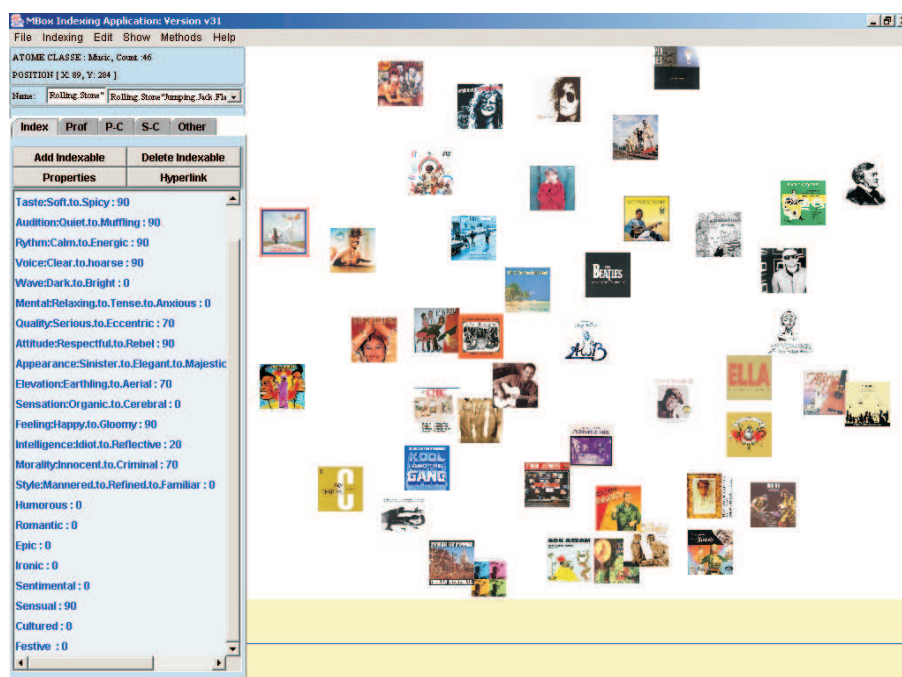 MBox Indexing Application: Version v31
File Indexing Edit Show Methods Help
ATOME CLASSE : Music, Count :46
POSITION [ X: 89, Y: 284 ]
Name: Rolling.Stone" Rolling.Stone"Jumping.Jack.Fla
Index Prof P-C S-C Other
Add Indexable Delete Indexable
Properties Hyperlink
Taste:Soft.to.Spicy : 90
Audition:Quiet.to.Muffling : 90
Rythm:Calm.to.Energic : 90
Voice:Clear.to.hoarse : 90
Wave:Dark.to.Bright : 0
Mental:Relaxing.to.Tense.to.Anxious : 0
Quality:Serious.to.Eccentric : 70
Attitude:Respectful.to.Rebel : 90
Appearance:Sinister.to.Elegant.to.Majestic
Elevation:Earthling.to.Aerial : 70
Sensation:Organic.to.Cerebral : 0
Feeling:Happy.to.Gloomy : 90
Intelligence:Idiot.to.Reflective : 20
Morality:Innocent.to.Criminal : 70
Style:Mannered.to.Refined.to.Familiar : 0
Humorous : 0
Romantic : 0
Epic : 0
Ironic : 0
Sentimental : 0
Sensual : 90
Cultured : 0
Festive : 0
THE
BEATLES
AWB
ELLA
KOOL
AND THE
GANG
BOB AZZAM